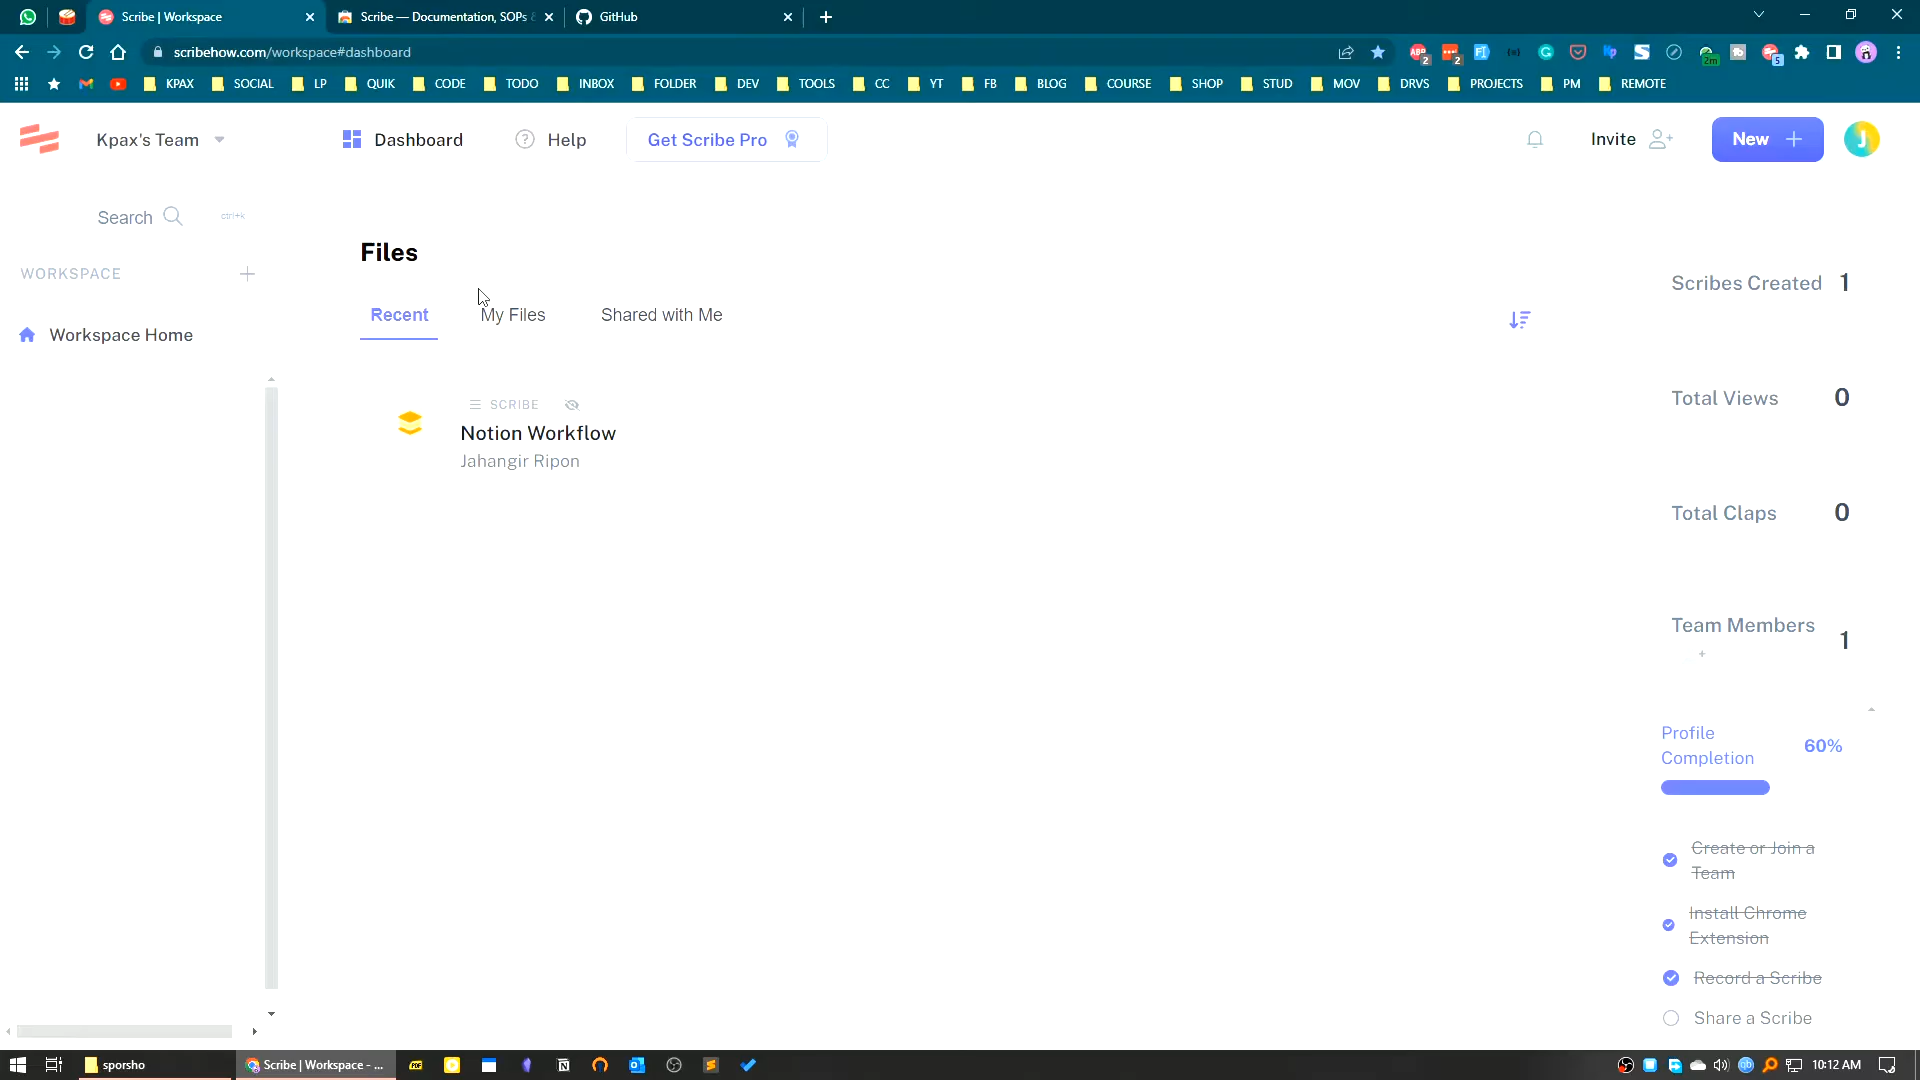 Scribe | Workspace
Scribe — Documentation, SOPs &
GitHub
scribehow.com/workspace#dashboard
KPAX
SOCIAL
LP
QUIK
CODE
TODO
INBOX
FOLDER
DEV
TOOLS
CC
YT
FB
BLOG
COURSE
SHOP
STUD
MOV
DRVS
PROJECTS
PM
REMOTE
Kpax's Team
Dashboard
Help
Get Scribe Pro
Invite
New
J
Search
ctrl+k
WORKSPACE
Workspace Home
Files
Recent
My Files
Shared with Me
SCRIBE
Notion Workflow
Jahangir Ripon
Scribes Created 1
Total Views 0
Total Claps 0
Team Members 1
Profile
Completion
60%
Create or Join a
Team
Install Chrome
Extension
Record a Scribe
Share a Scribe
sporsho
Scribe | Workspace - ...
10:12 AM